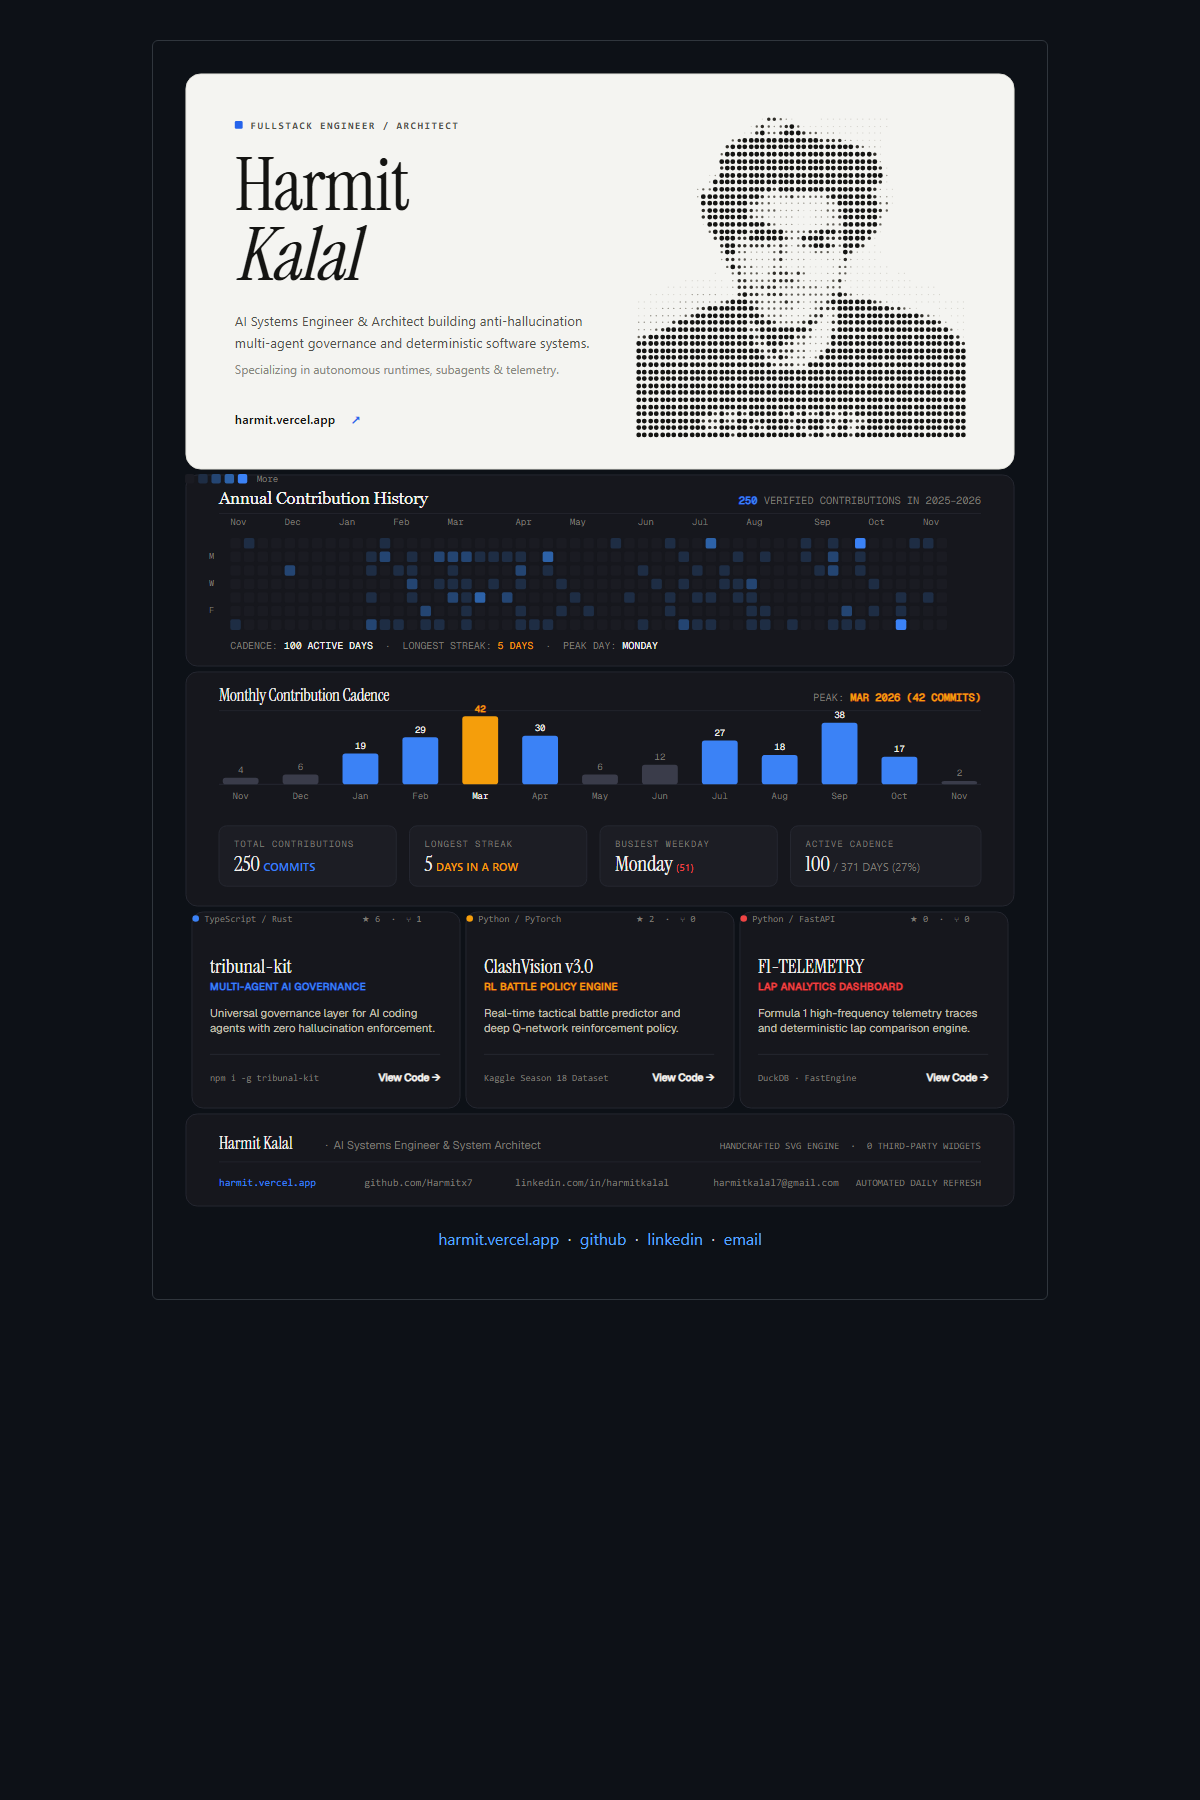 FULLSTACK ENGINEER / ARCHITECT
Harmit
Kalal
AI Systems Engineer & Architect building anti-hallucination
multi-agent governance and deterministic software systems.
Specializing in autonomous runtimes, subagents & telemetry.
harmit.vercel.app ↗
More
Annual Contribution History
250 VERIFIED CONTRIBUTIONS IN 2025-2026
Nov Dec Jan Feb Mar Apr May Jun Jul Aug Sep Oct Nov
M
W
F
CADENCE: 100 ACTIVE DAYS · LONGEST STREAK: 5 DAYS · PEAK DAY: MONDAY
Monthly Contribution Cadence
PEAK: MAR 2026 (42 COMMITS)
4 6 19 29 42 30 6 12 27 18 38 17 2
Nov Dec Jan Feb Mar Apr May Jun Jul Aug Sep Oct Nov
TOTAL CONTRIBUTIONS
250 COMMITS
LONGEST STREAK
5 DAYS IN A ROW
BUSIEST WEEKDAY
Monday (51)
ACTIVE CADENCE
100 / 371 DAYS (27%)
TypeScript / Rust ★ 6 · ⑂ 1
tribunal-kit
MULTI-AGENT AI GOVERNANCE
Universal governance layer for AI coding
agents with zero hallucination enforcement.
npm i -g tribunal-kit View Code →
Python / PyTorch ★ 2 · ⑂ 0
ClashVision v3.0
RL BATTLE POLICY ENGINE
Real-time tactical battle predictor and
deep Q-network reinforcement policy.
Kaggle Season 18 Dataset View Code →
Python / FastAPI ★ 0 · ⑂ 0
F1-TELEMETRY
LAP ANALYTICS DASHBOARD
Formula 1 high-frequency telemetry traces
and deterministic lap comparison engine.
DuckDB · FastEngine View Code →
Harmit Kalal · AI Systems Engineer & System Architect
HANDCRAFTED SVG ENGINE · 0 THIRD-PARTY WIDGETS
harmit.vercel.app github.com/Harmitx7 linkedin.com/in/harmitkalal harmitkalal7@gmail.com AUTOMATED DAILY REFRESH
harmit.vercel.app · github · linkedin · email